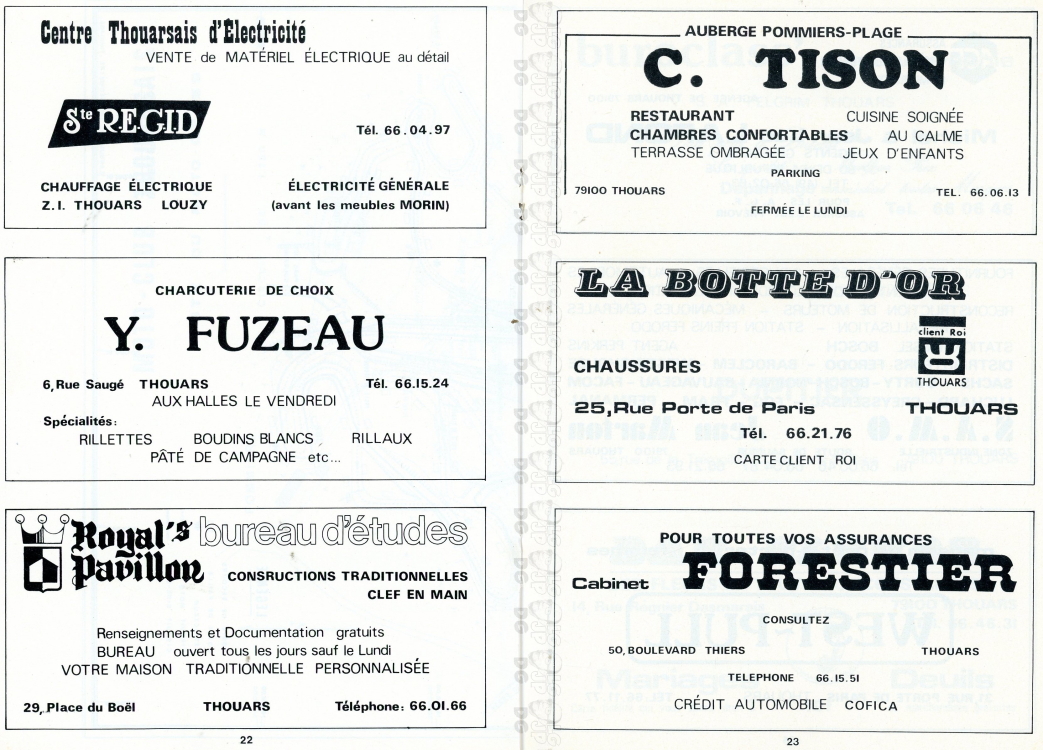 Centre Thouarsais d'Électricité
VENTE de MATÉRIEL ÉLECTRIQUE au détail
Sté R.E.G.I.D
Tél. 66.04.97
CHAUFFAGE ÉLECTRIQUE ÉLECTRICITÉ GÉNÉRALE
Z.I. THOUARS LOUZY (avant les meubles MORIN)
CHARCUTERIE DE CHOIX
Y. FUZEAU
6,Rue Saugé THOUARS Tél. 66.15.24
AUX HALLES LE VENDREDI
Spécialités:
RILLETTES BOUDINS BLANCS RILLAUX
PÂTÉ DE CAMPAGNE etc...
Royal's Pavillon
bureau d'études
CONSRUCTIONS TRADITIONNELLES
CLEF EN MAIN
Renseignements et Documentation gratuits
BUREAU ouvert tous les jours sauf le Lundi
VOTRE MAISON TRADITIONNELLE PERSONNALISÉE
29, Place du Boël THOUARS Téléphone: 66.01.66
22
AUBERGE POMMIERS-PLAGE
C. TISON
RESTAURANT CUISINE SOIGNÉE
CHAMBRES CONFORTABLES AU CALME
TERRASSE OMBRAGÉE JEUX D'ENFANTS
PARKING
79100 THOUARS TEL. 66.06.13
FERMÉE LE LUNDI
LA BOTTE D'OR
client Roi
THOUARS
CHAUSSURES
25,Rue Porte de Paris THOUARS
Tél. 66.21.76
CARTE CLIENT ROI
POUR TOUTES VOS ASSURANCES
Cabinet FORESTIER
CONSULTEZ
50, BOULEVARD THIERS THOUARS
TELEPHONE 66.15.51
CRÉDIT AUTOMOBILE COFICA
23